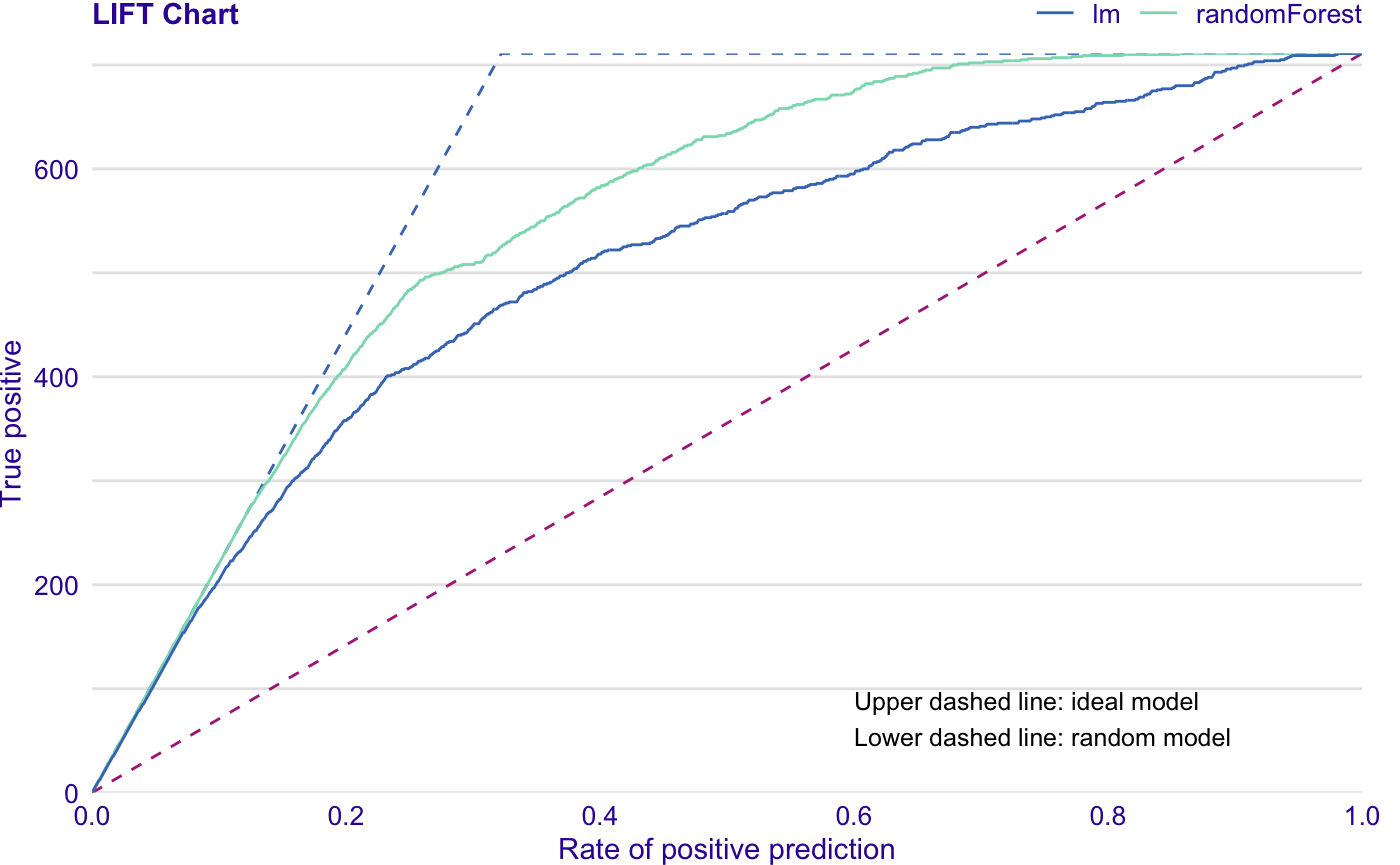 LIFT Chart
lm randomForest
True positive
600
400
200
0
0.0 0.2 0.4 0.6 0.8 1.0
Rate of positive prediction
Upper dashed line: ideal model
Lower dashed line: random model